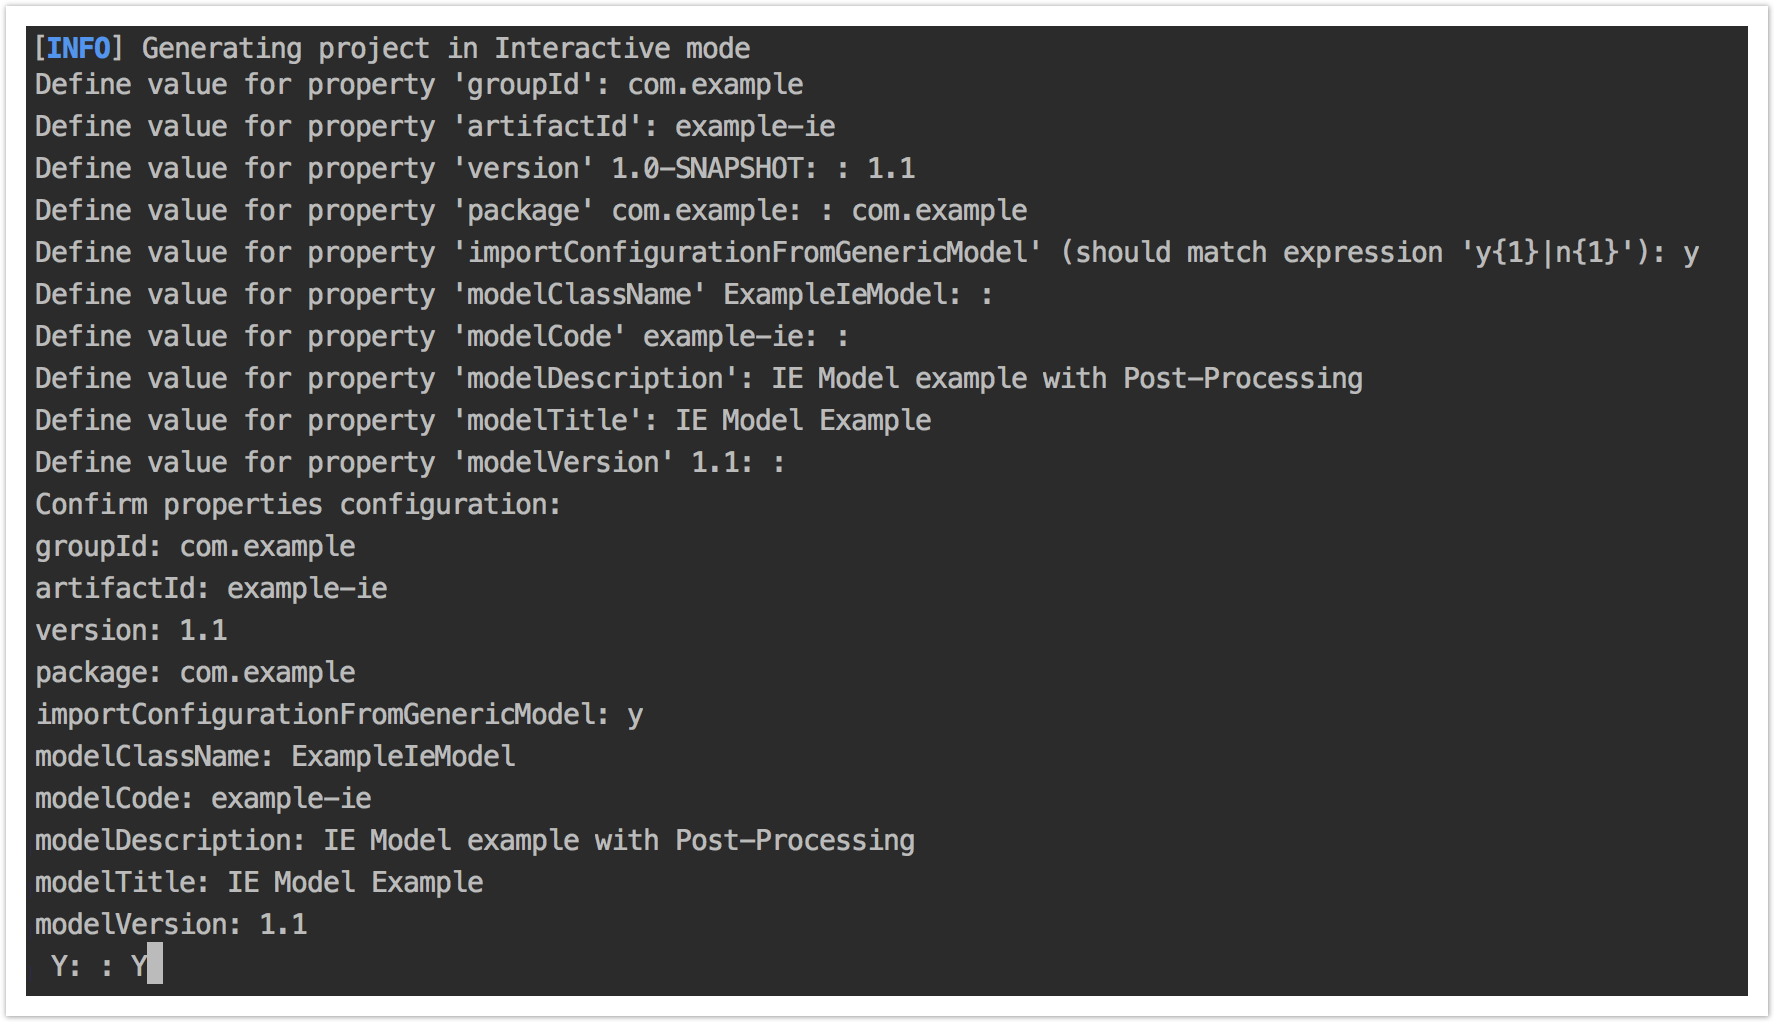 [INFO] Generating project in Interactive mode
Define value for property 'groupId': com.example
Define value for property 'artifactId': example-ie
Define value for property 'version' 1.0-SNAPSHOT: : 1.1
Define value for property 'package' com.example: : com.example
Define value for property 'importConfigurationFromGenericModel' (should match expression 'y{1}|n{1}'): y
Define value for property 'modelClassName' ExampleIeModel: :
Define value for property 'modelCode' example-ie: :
Define value for property 'modelDescription': IE Model example with Post-Processing
Define value for property 'modelTitle': IE Model Example
Define value for property 'modelVersion' 1.1: :
Confirm properties configuration:
groupId: com.example
artifactId: example-ie
version: 1.1
package: com.example
importConfigurationFromGenericModel: y
modelClassName: ExampleIeModel
modelCode: example-ie
modelDescription: IE Model example with Post-Processing
modelTitle: IE Model Example
modelVersion: 1.1
Y: : Y